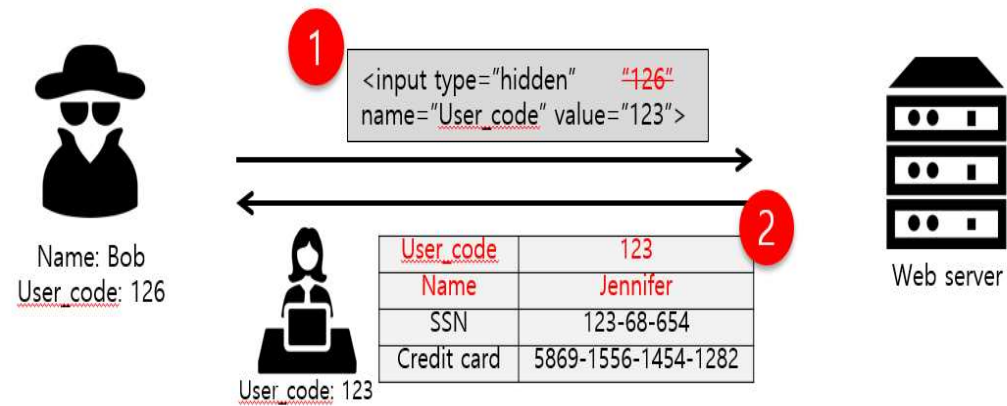 1
<input type="hidden" "126"
name="User_code" value="123">
2
Name: Bob
User_code: 126
User_code 123
Name Jennifer
SSN 123-68-654
Credit card 5869-1556-1454-1282
User_code: 123
Web server